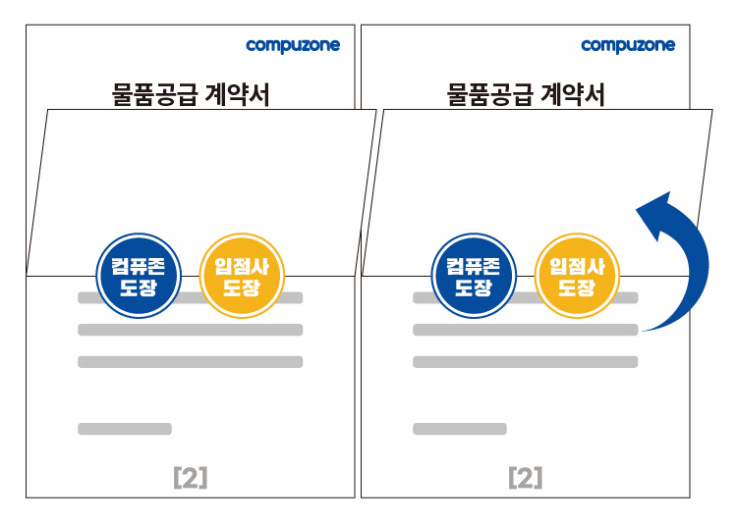 compuzone
물품공급 계약서
컴퓨존
도장
입점사
도장
[2]
compuzone
물품공급 계약서
컴퓨존
도장
입점사
도장
[2]